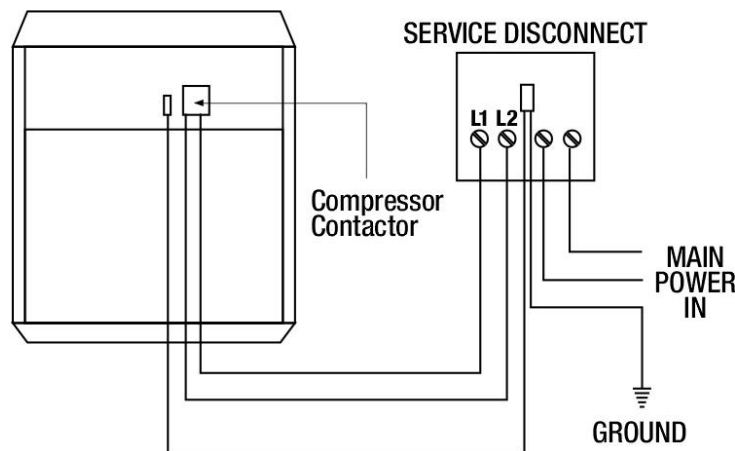 SERVICE DISCONNECT
L1 L2
Compressor
Contactor
MAIN
POWER
IN
GROUND